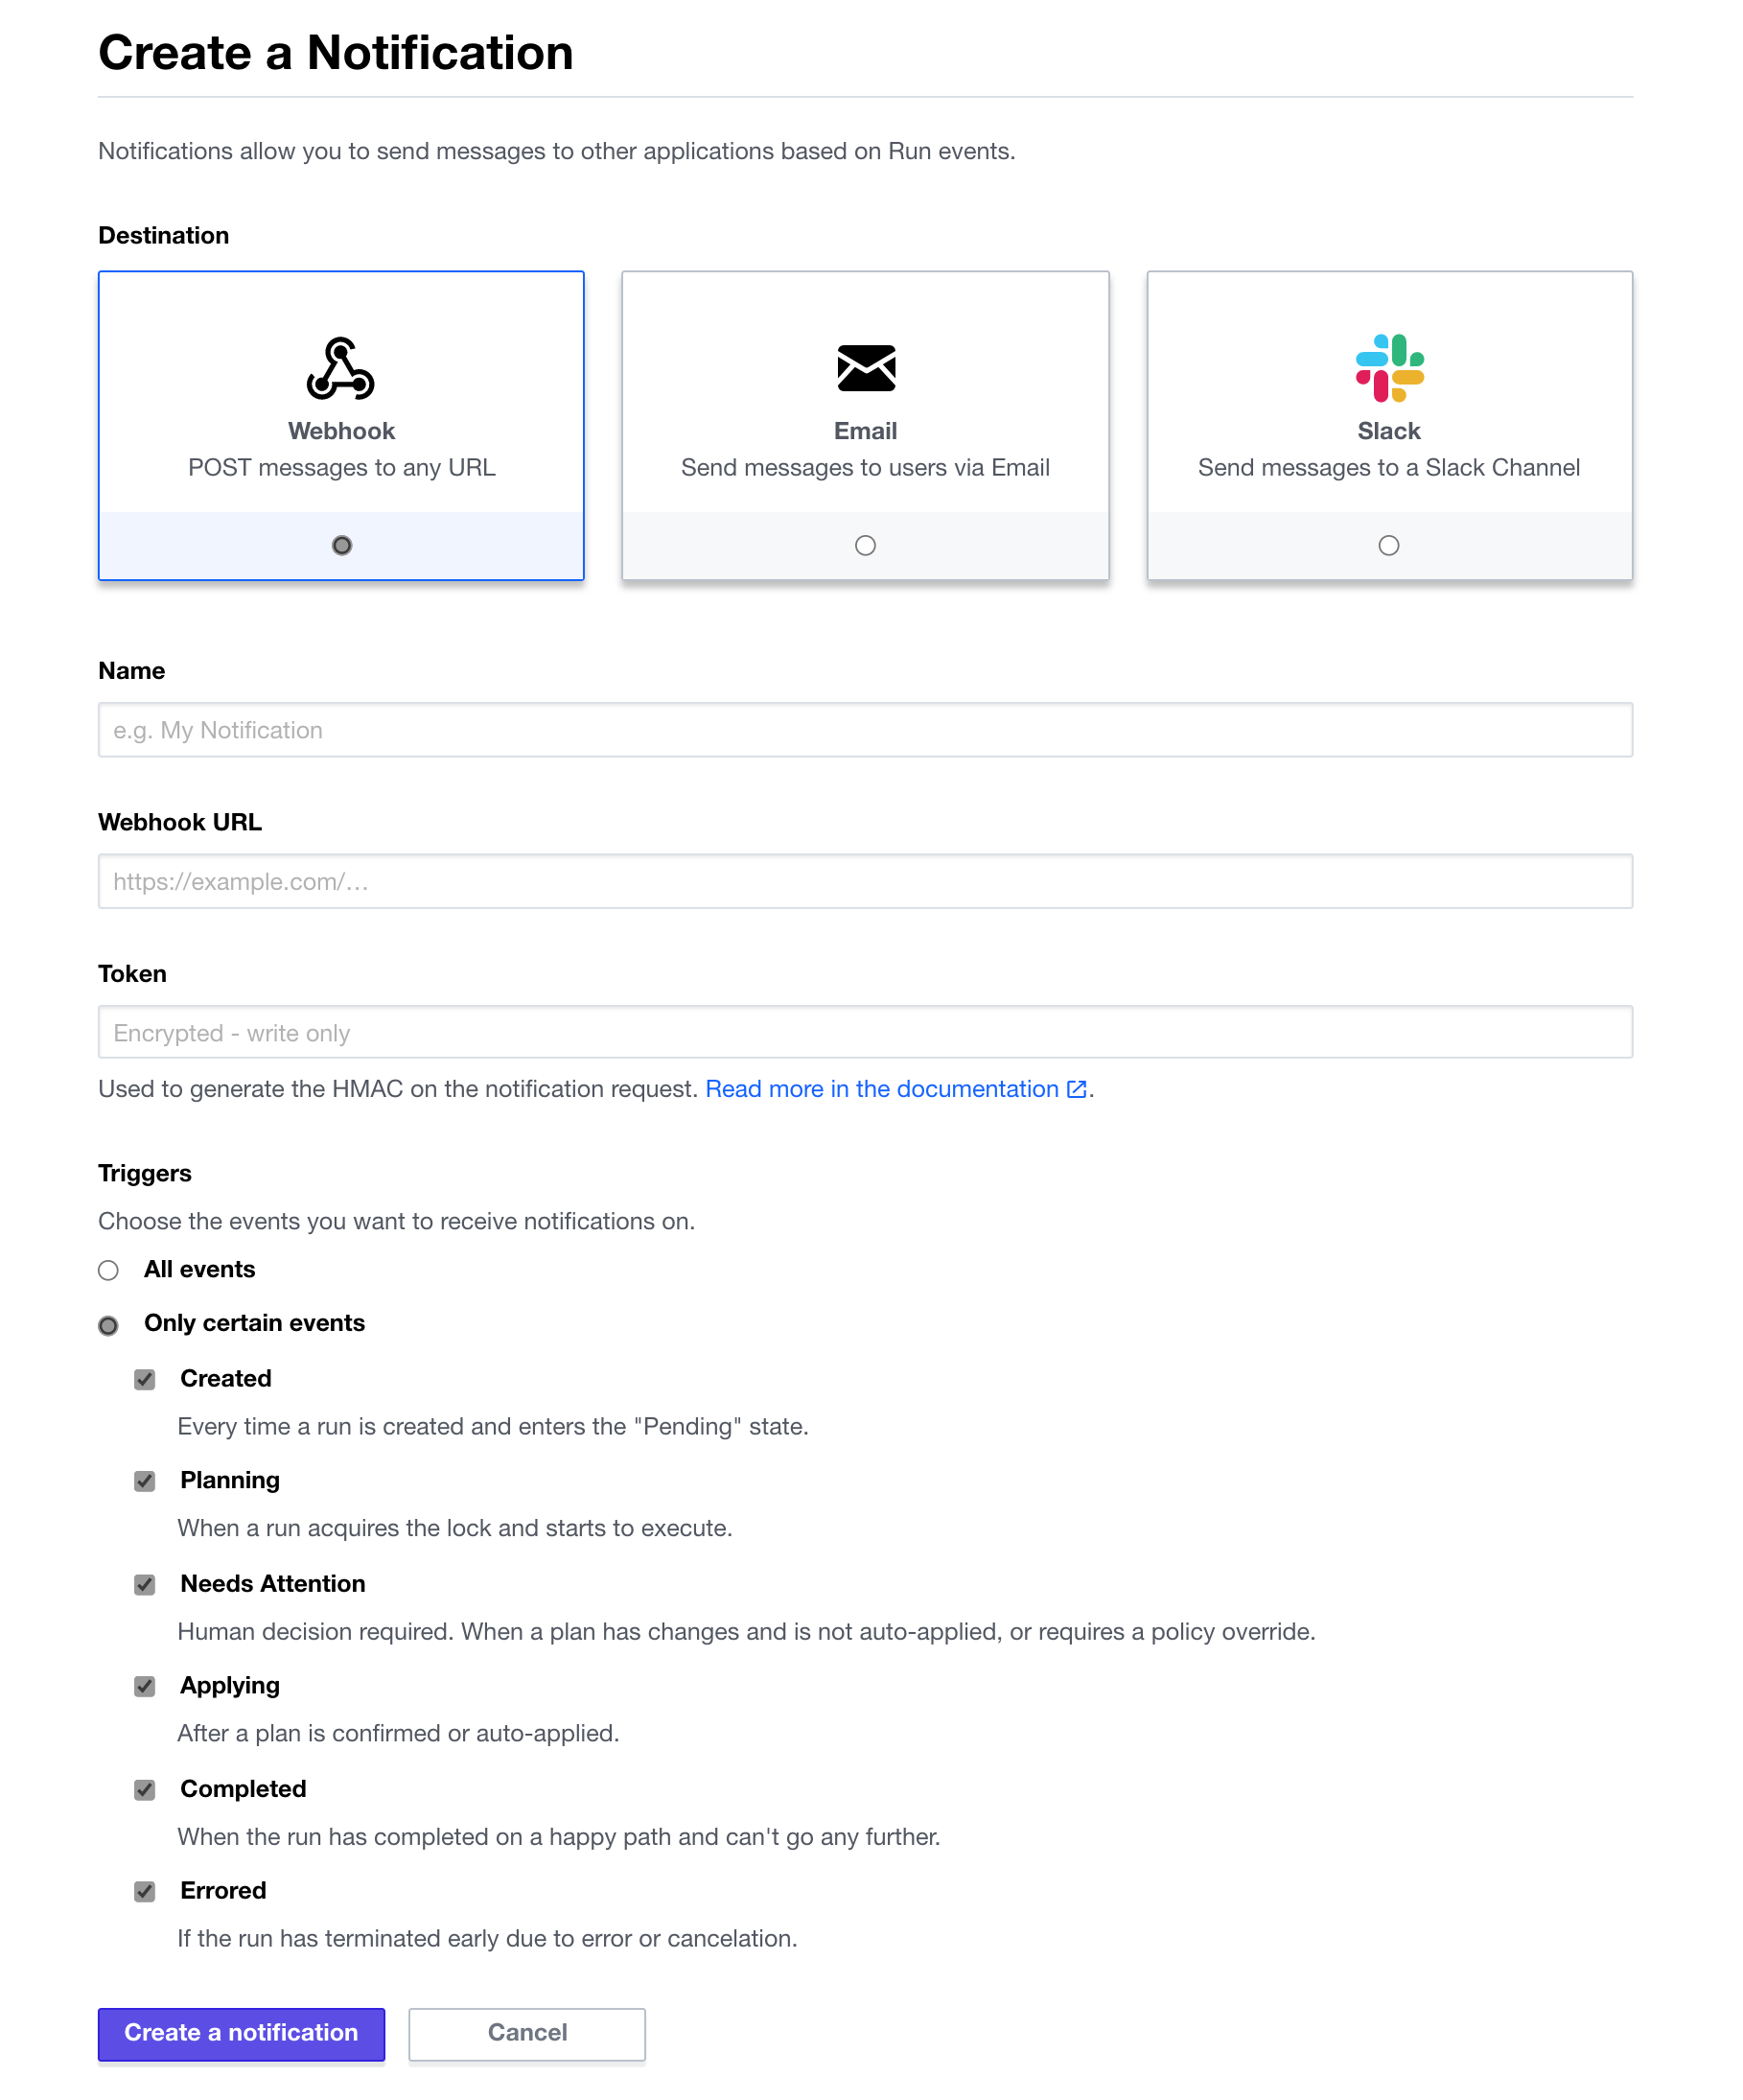 Create a Notification
Notifications allow you to send messages to other applications based on Run events.
Destination
Webhook
POST messages to any URL
Email
Send messages to users via Email
Slack
Send messages to a Slack Channel
Name
e.g. My Notification
Webhook URL
https://example.com/…
Token
Encrypted - write only
Used to generate the HMAC on the notification request. Read more in the documentation.
Triggers
Choose the events you want to receive notifications on.
All events
Only certain events
Created
Every time a run is created and enters the "Pending" state.
Planning
When a run acquires the lock and starts to execute.
Needs Attention
Human decision required. When a plan has changes and is not auto-applied, or requires a policy override.
Applying
After a plan is confirmed or auto-applied.
Completed
When the run has completed on a happy path and can't go any further.
Errored
If the run has terminated early due to error or cancelation.
Create a notification
Cancel